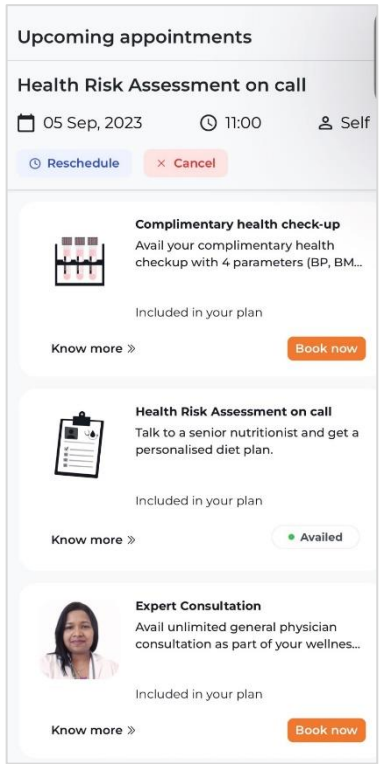 Upcoming appointments
Health Risk Assessment on call
05 Sep, 2023 11:00 Self
Reschedule × Cancel
Complimentary health check-up
Avail your complimentary health
checkup with 4 parameters (BP, BM...
Included in your plan
Know more » Book now
Health Risk Assessment on call
Talk to a senior nutritionist and get a
personalised diet plan.
Included in your plan
Know more » Availed
Expert Consultation
Avail unlimited general physician
consultation as part of your wellnes...
Included in your plan
Know more » Book now